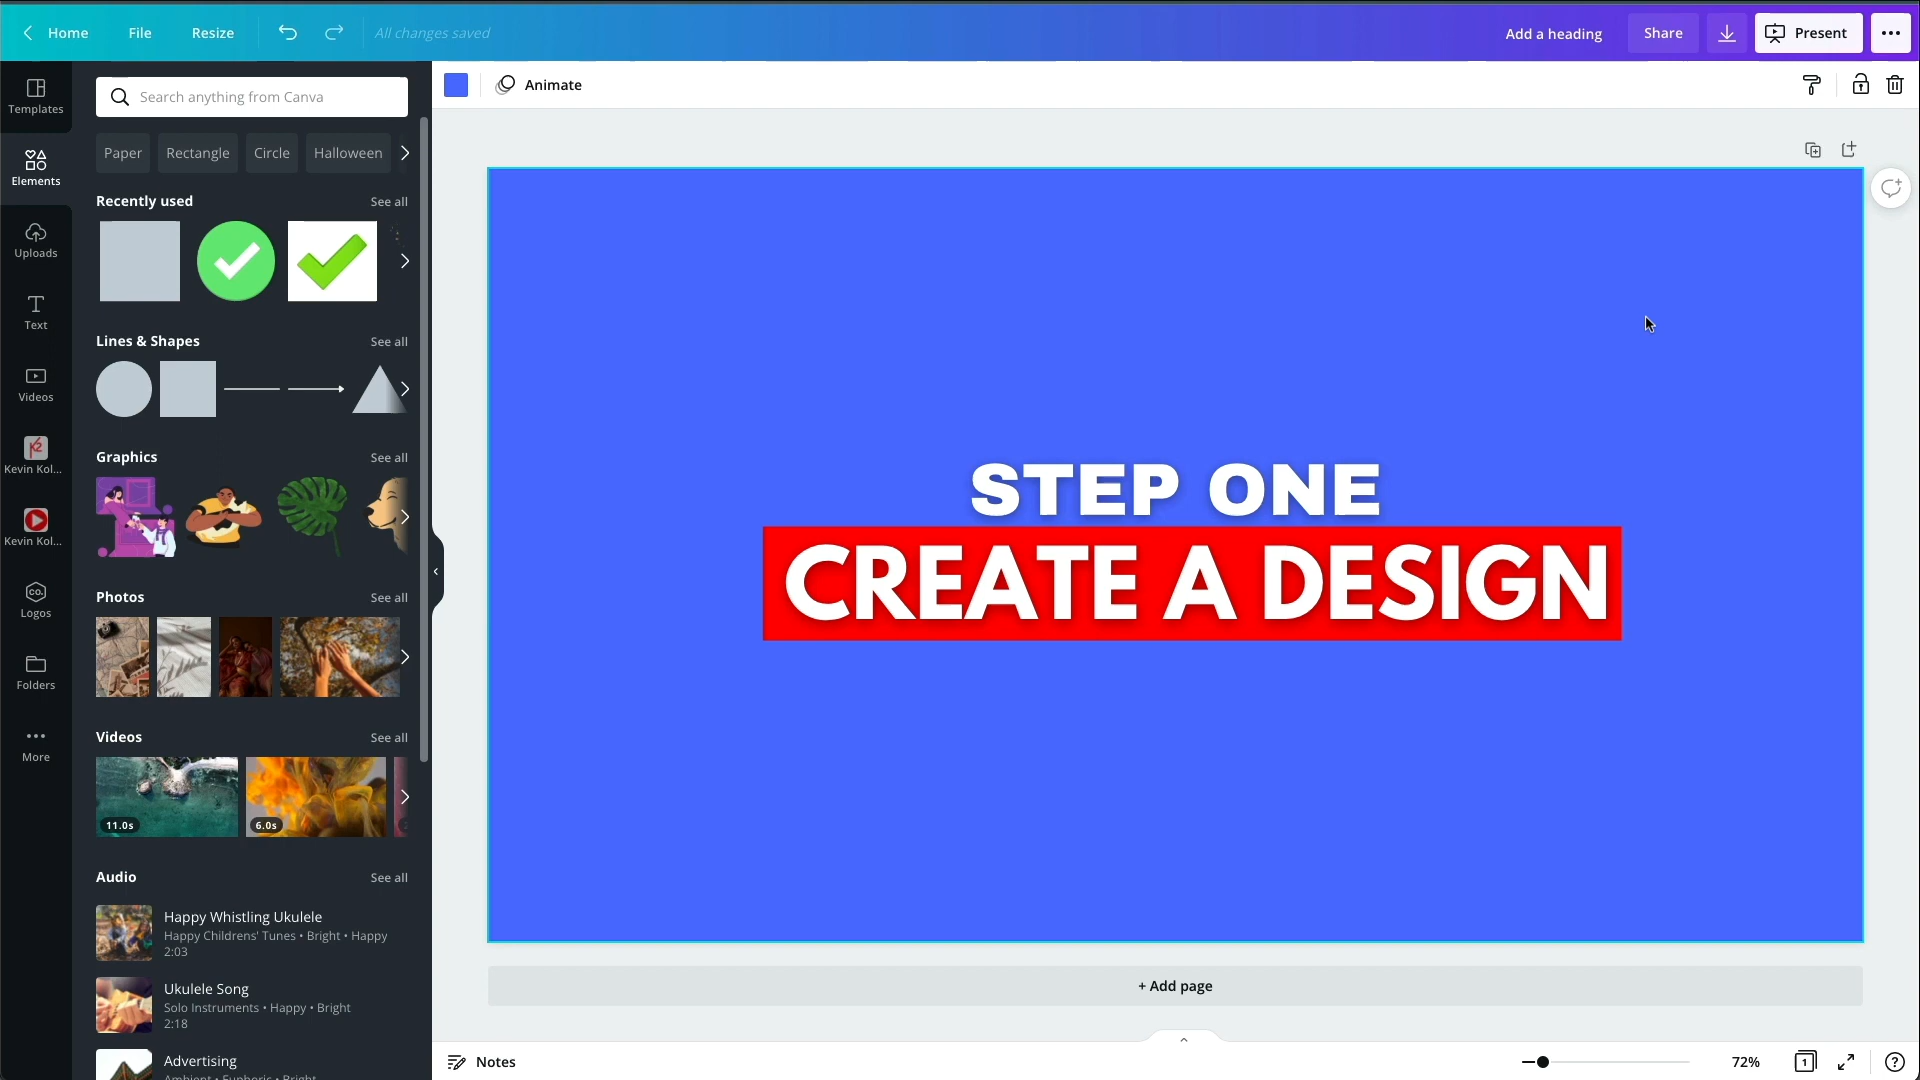 Home File Resize All changes saved Add a heading Share Present
Templates
Elements
Uploads
Text
Videos
Kevin Kol...
Kevin Kol...
Logos
Folders
More
Search anything from Canva
Paper Rectangle Circle Halloween
Recently used See all
Lines & Shapes See all
Graphics See all
Photos See all
Videos See all
11.0s 6.0s
Audio See all
Happy Whistling Ukulele
Happy Childrens' Tunes • Bright • Happy
2:03
Ukulele Song
Solo Instruments • Happy • Bright
2:18
Advertising
Ambient • Euphoric • Bright
Animate
STEP ONE
CREATE A DESIGN
+ Add page
Notes 72% 1